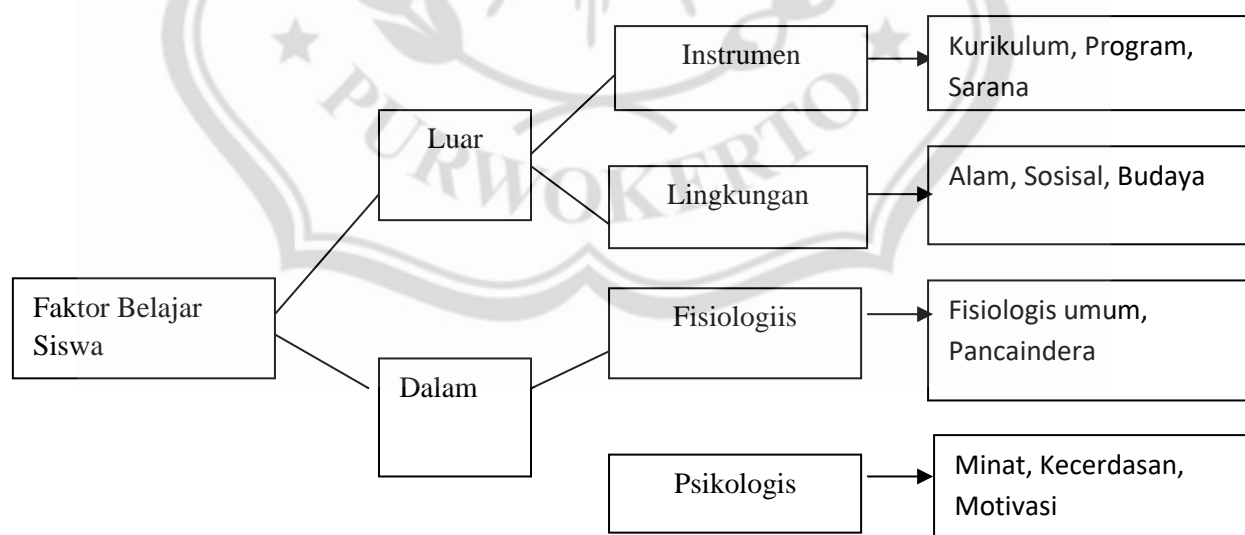 Instrumen
Kurikulum, Program,
Sarana
Luar
Lingkungan
Alam, Sosisal, Budaya
Faktor Belajar
Siswa
Dalam
Fisiologiis
Fisiologis umum,
Pancaindera
Psikologis
Minat, Kecerdasan,
Motivasi
PURWOKERTO